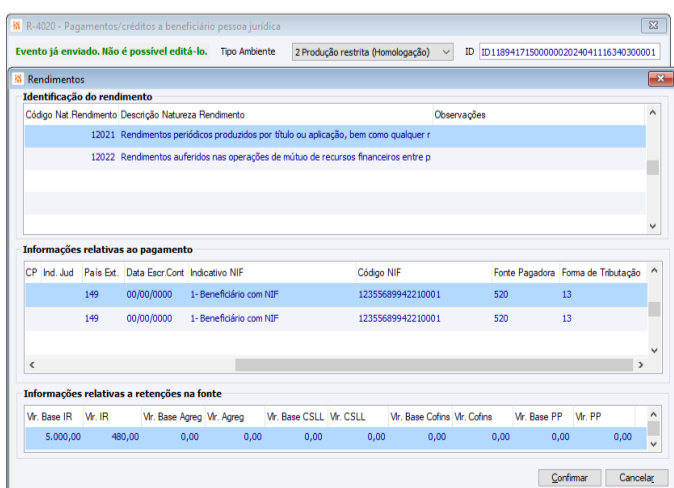 R-4020 - Pagamentos/créditos a beneficiário pessoa jurídica
Evento já enviado. Não é possível editá-lo. Tipo Ambiente 2 Produção restrita (Homologação) ID ID1189417150000002024041116340300001
Rendimentos
Identificação do rendimento
Código Nat.Rendimento Descrição Natureza Rendimento Observações
12021 Rendimentos periódicos produzidos por título ou aplicação, bem como qualquer r
12022 Rendimentos auferidos nas operações de mútuo de recursos financeiros entre p
Informações relativas ao pagamento
CP Ind. Jud País Ext. Data Escr.Cont Indicativo NIF Código NIF Fonte Pagadora Forma de Tributação
149 00/00/0000 1- Beneficiário com NIF 12355689942210001 520 13
149 00/00/0000 1- Beneficiário com NIF 12355689942210001 520 13
Informações relativas a retenções na fonte
Vlr. Base IR Vlr. IR Vlr. Base Agreg Vlr. Agreg Vlr. Base CSLL Vlr. CSLL Vlr. Base Cofins Vlr. Cofins Vlr. Base PP Vlr. PP
5.000,00 480,00 0,00 0,00 0,00 0,00 0,00 0,00 0,00 0,00
Confirmar Cancelar